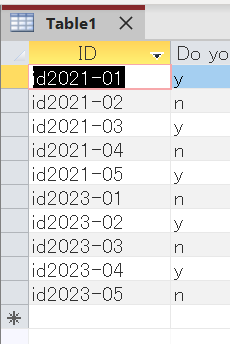 Table1
ID Do yo
id2021-01 y
id2021-02 n
id2021-03 y
id2021-04 n
id2021-05 y
id2023-01 n
id2023-02 y
id2023-03 n
id2023-04 y
id2023-05 n